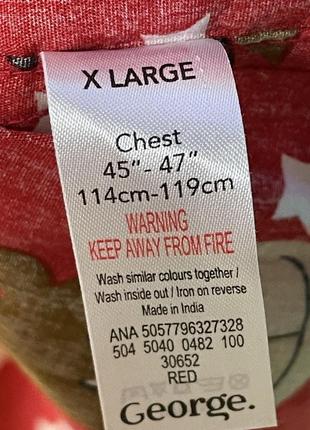 X LARGE
Chest
45”- 47”
114cm-119cm
WARNING
KEEP AWAY FROM FIRE
Wash similar colours together /
Wash inside out / Iron on reverse
Made in India
ANA 5057796327328
504 5040 0482 100
30652
RED
George.